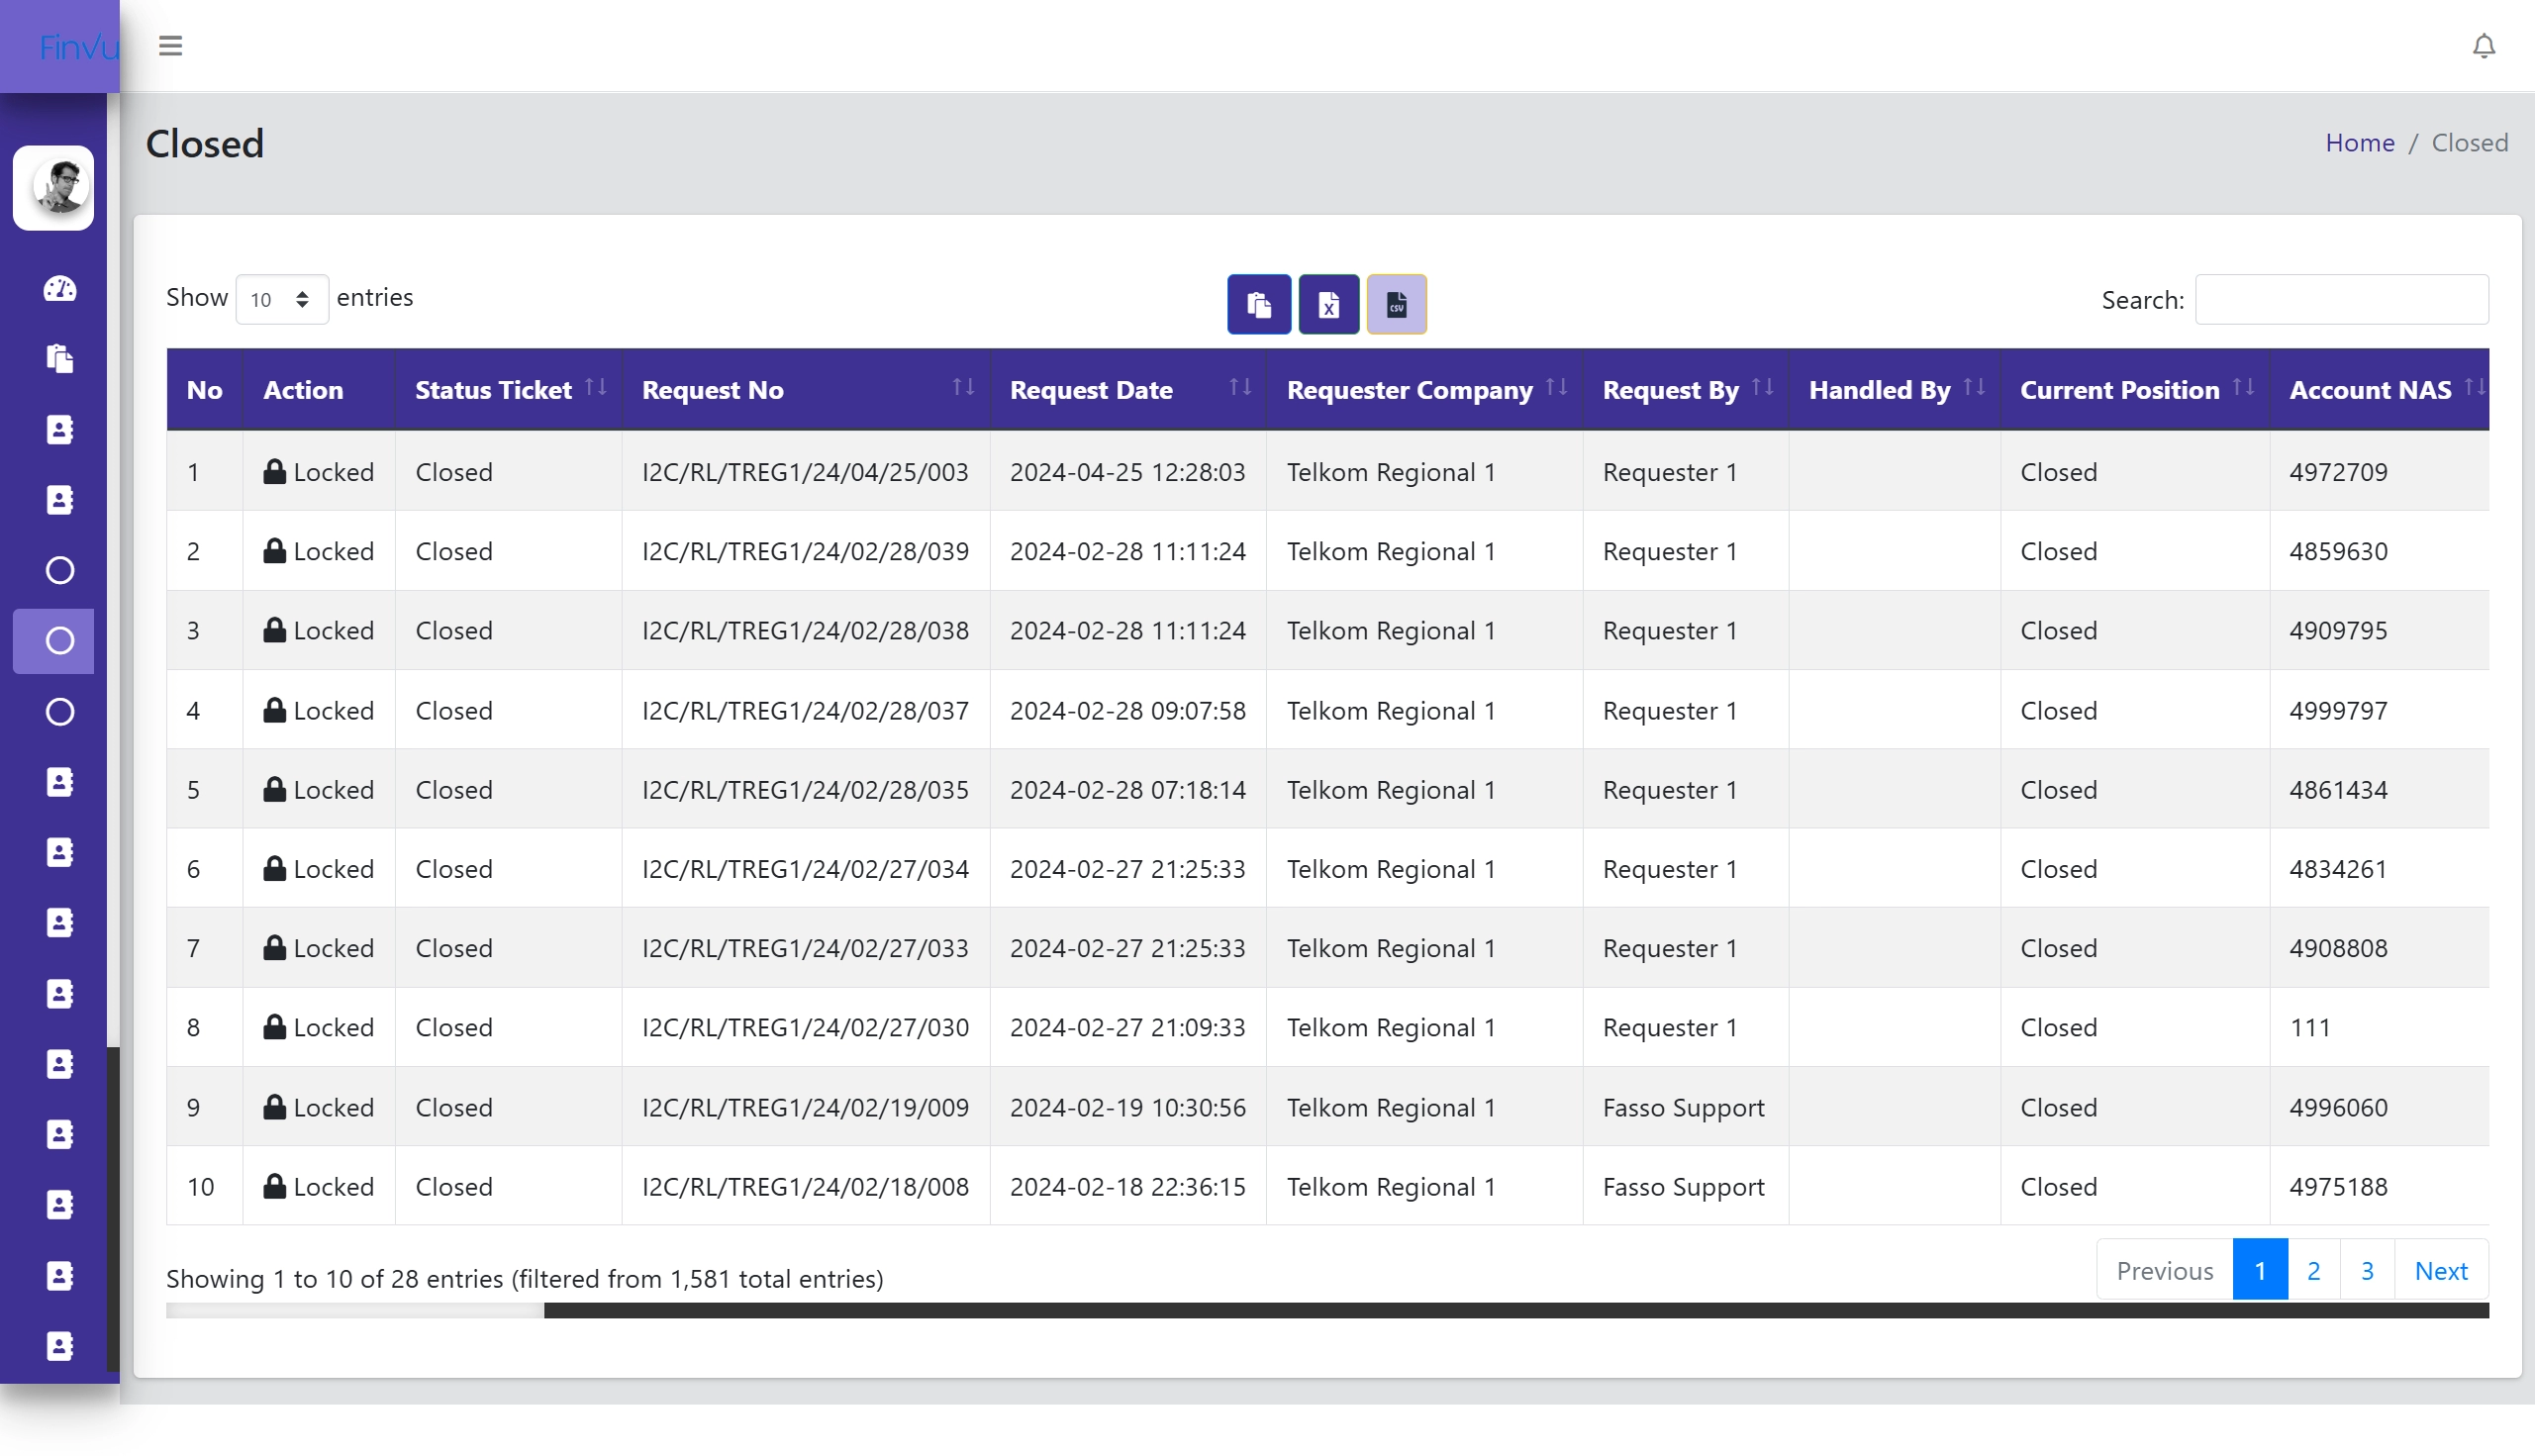 FinVu
Closed
Home / Closed
Show 10 entries
Search:
No Action Status Ticket Request No Request Date Requester Company Request By Handled By Current Position Account NAS
1 Locked Closed I2C/RL/TREG1/24/04/25/003 2024-04-25 12:28:03 Telkom Regional 1 Requester 1 Closed 4972709
2 Locked Closed I2C/RL/TREG1/24/02/28/039 2024-02-28 11:11:24 Telkom Regional 1 Requester 1 Closed 4859630
3 Locked Closed I2C/RL/TREG1/24/02/28/038 2024-02-28 11:11:24 Telkom Regional 1 Requester 1 Closed 4909795
4 Locked Closed I2C/RL/TREG1/24/02/28/037 2024-02-28 09:07:58 Telkom Regional 1 Requester 1 Closed 4999797
5 Locked Closed I2C/RL/TREG1/24/02/28/035 2024-02-28 07:18:14 Telkom Regional 1 Requester 1 Closed 4861434
6 Locked Closed I2C/RL/TREG1/24/02/27/034 2024-02-27 21:25:33 Telkom Regional 1 Requester 1 Closed 4834261
7 Locked Closed I2C/RL/TREG1/24/02/27/033 2024-02-27 21:25:33 Telkom Regional 1 Requester 1 Closed 4908808
8 Locked Closed I2C/RL/TREG1/24/02/27/030 2024-02-27 21:09:33 Telkom Regional 1 Requester 1 Closed 111
9 Locked Closed I2C/RL/TREG1/24/02/19/009 2024-02-19 10:30:56 Telkom Regional 1 Fasso Support Closed 4996060
10 Locked Closed I2C/RL/TREG1/24/02/18/008 2024-02-18 22:36:15 Telkom Regional 1 Fasso Support Closed 4975188
Showing 1 to 10 of 28 entries (filtered from 1,581 total entries)
Previous 1 2 3 Next